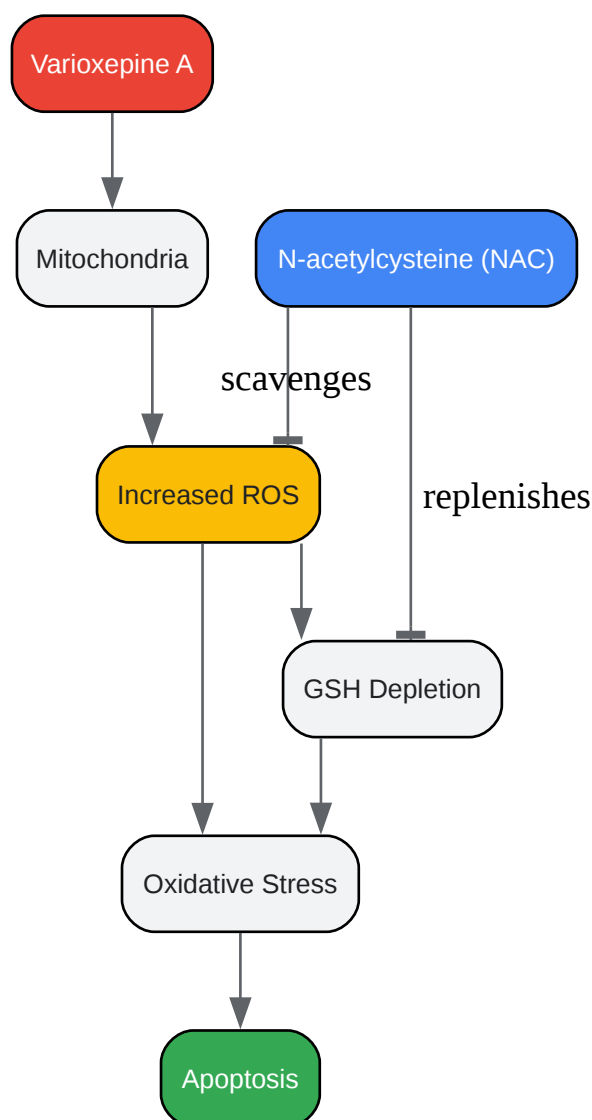 Varioxepine A
Mitochondria
N-acetylcysteine (NAC)
scavenges
Increased ROS
replenishes
GSH Depletion
Oxidative Stress
Apoptosis